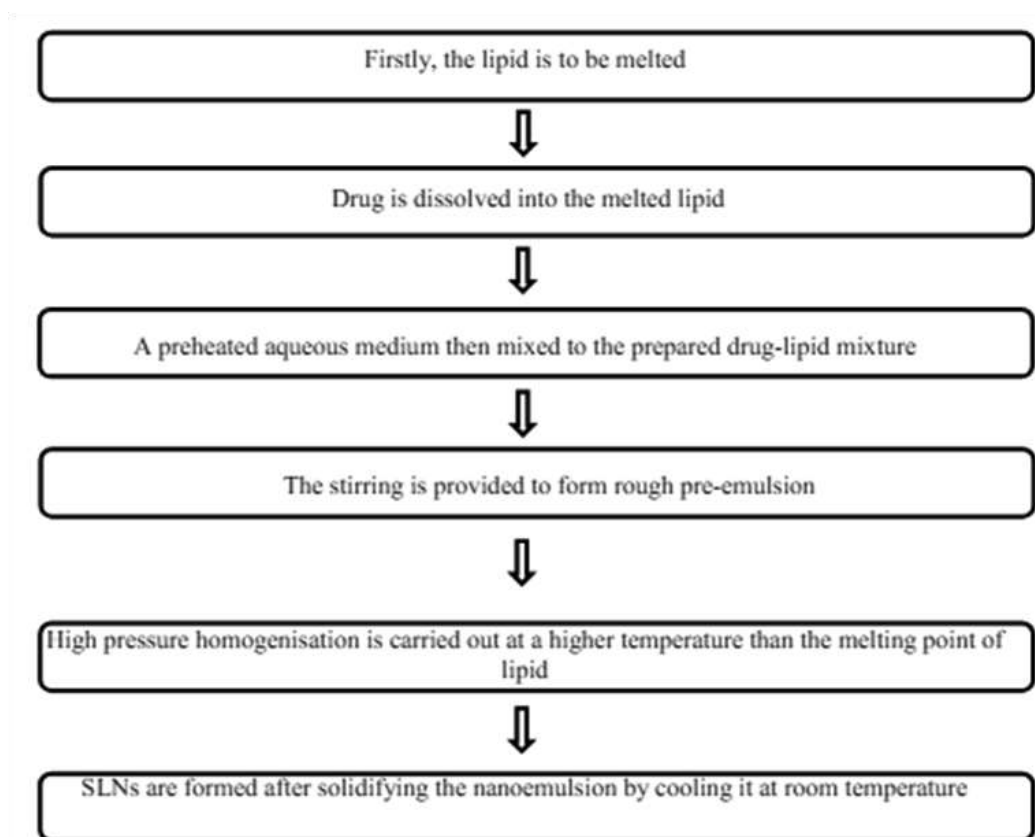 Firstly, the lipid is to be melted
Drug is dissolved into the melted lipid
A preheated aqueous medium then mixed to the prepared drug-lipid mixture
The stirring is provided to form rough pre-emulsion
High pressure homogenisation is carried out at a higher temperature than the melting point of
lipid
SLNs are formed after solidifying the nanoemulsion by cooling it at room temperature